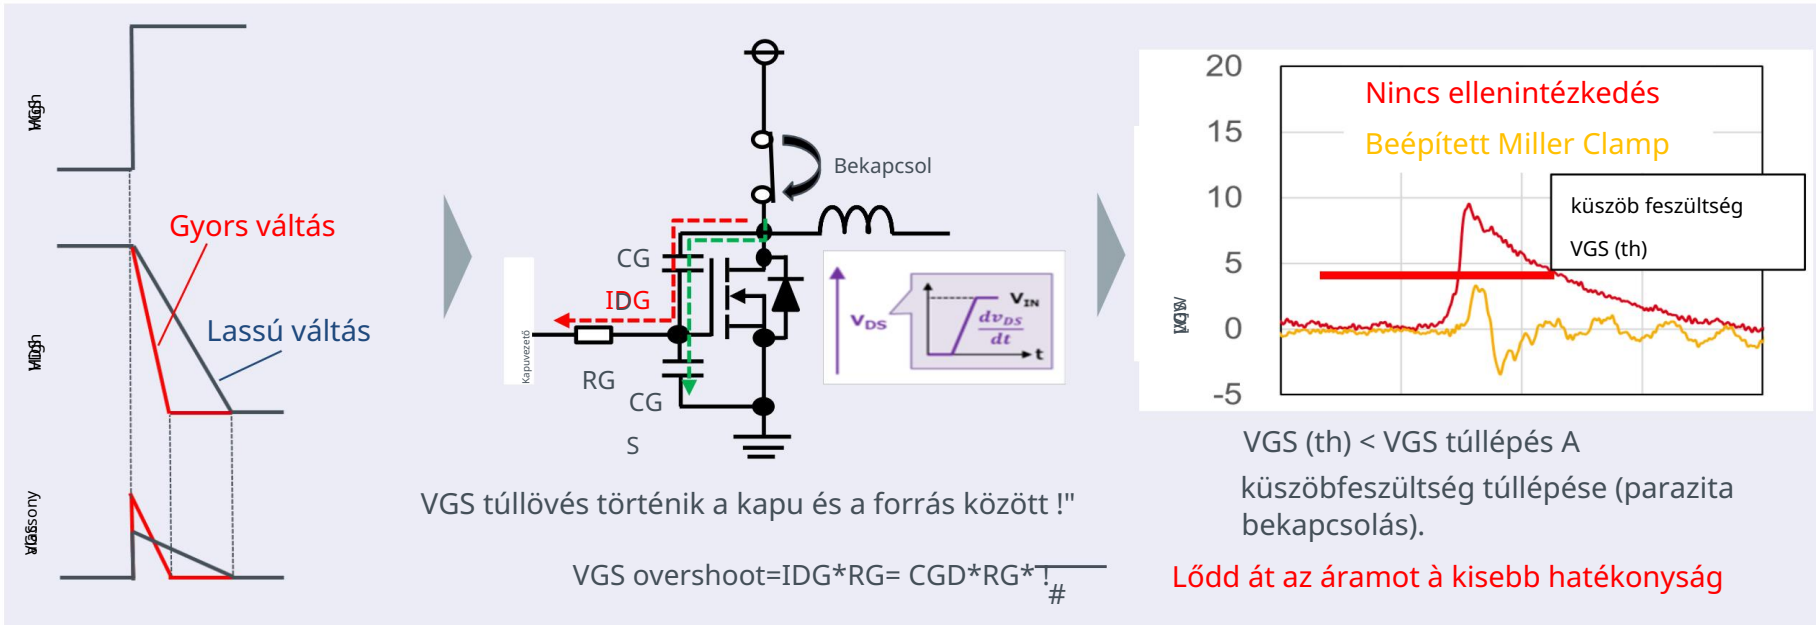 Gyors váltás
Lassú váltás
Bekapcsol
CG
IDG
Kapuvezető
RG
CG
S
VDS
VIN
dvDS
dt
t
VGS túllövés történik a kapu és a forrás között !"
VGS overshoot=IDG*RG= CGD*RG* !
#
20
15
10
5
0
-5
Nincs ellenintézkedés
Beépített Miller Clamp
küszöb feszültség
VGS (th)
VGS (th) < VGS túllépés A
küszöbfeszültség túllépése (parazita
bekapcsolás).
Lődd át az áramot à kisebb hatékonyság